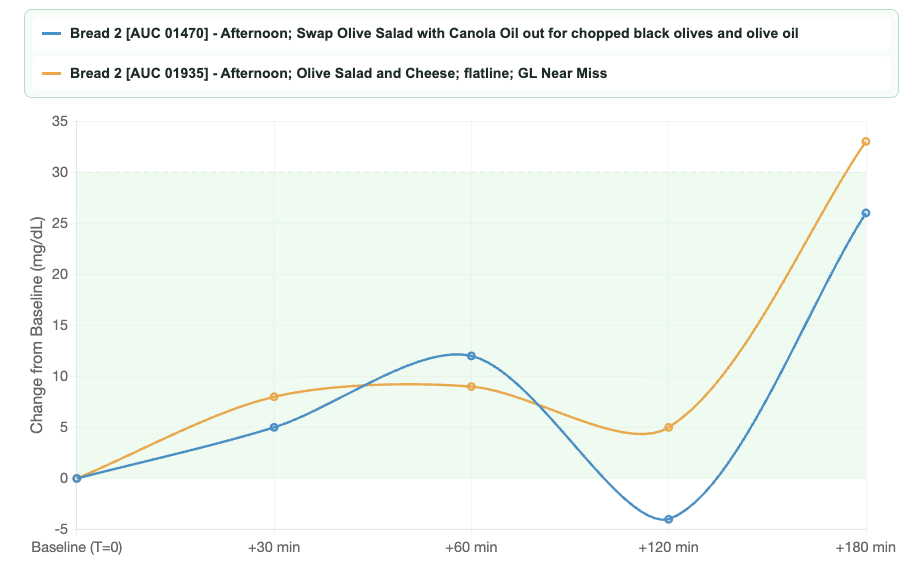 Bread 2 [AUC 01470] - Afternoon; Swap Olive Salad with Canola Oil out for chopped black olives and olive oil
Bread 2 [AUC 01935] - Afternoon; Olive Salad and Cheese; flatline; GL Near Miss
Change from Baseline (mg/dL)
35
30
25
20
15
10
5
0
-5
Baseline (T=0)
+30 min
+60 min
+120 min
+180 min